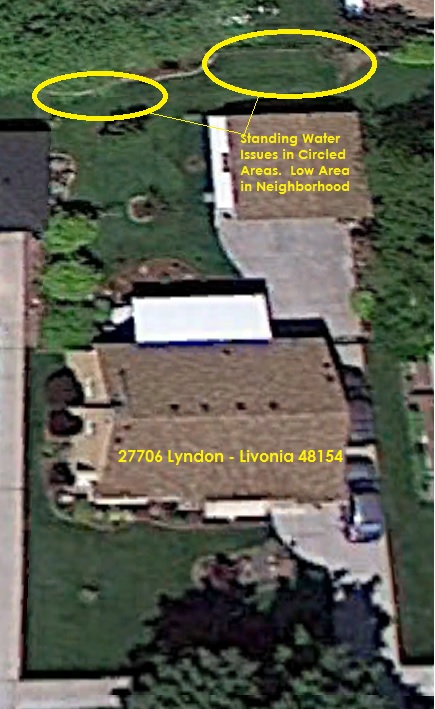 Standing Water
Issues in Circled
Areas.  Low Area
in Neighborhood
27706 Lyndon - Livonia 48154